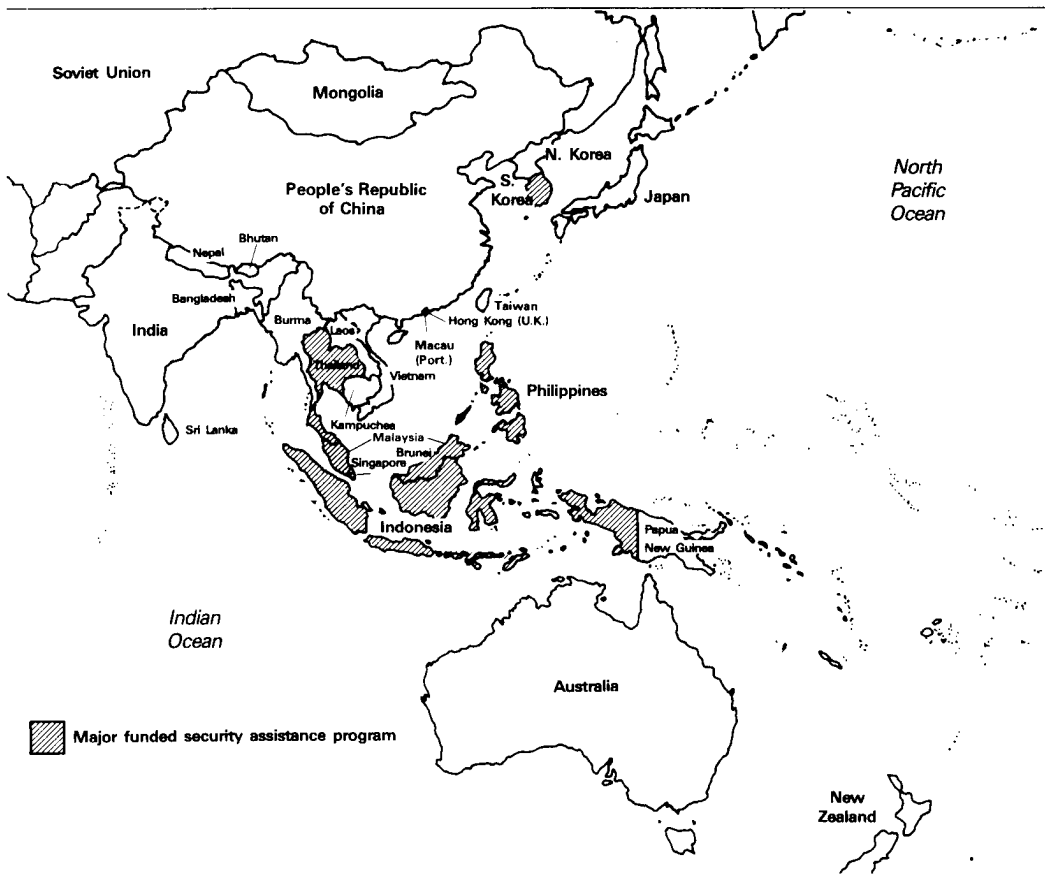 Soviet Union
Mongolia
N. Korea
North
Pacific
Ocean
S.
Korea
People's Republic
of China
Japan
Bhutan
Nepal
Bangladesh
Taiwan
Hong Kong (U.K.)
India
Burma
Laos
Macau
(Port.)
Thailand
Vietnam
Philippines
Kampuchea
Sri Lanka
Malaysia
Brunei
Singapore
Indonesia
Papua
New Guinea
Indian
Ocean
Australia
Major funded security assistance program
New
Zealand